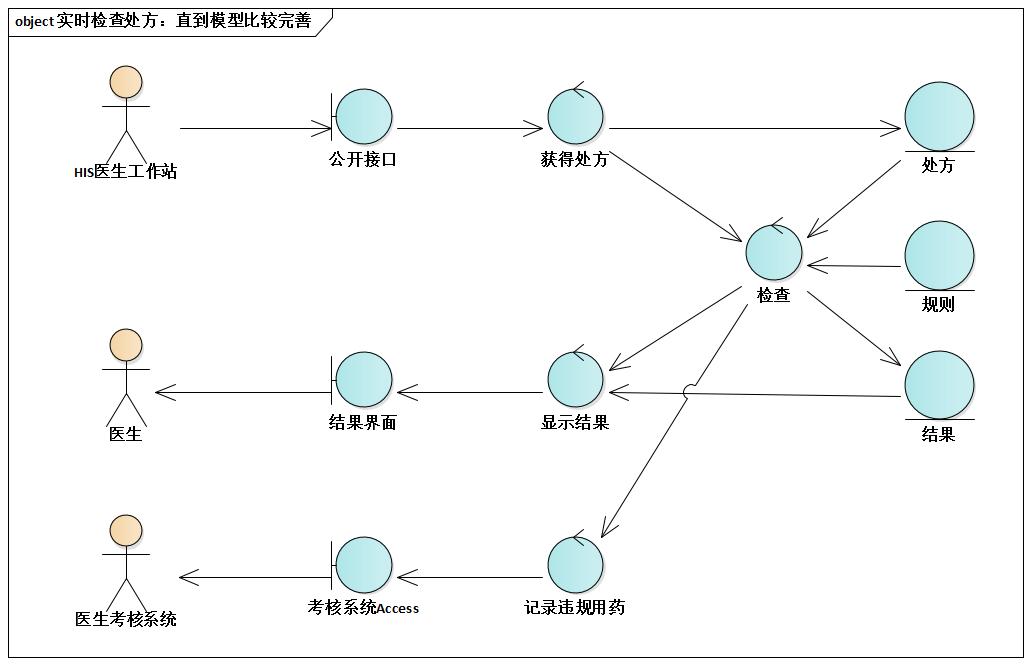 object 实时检查处方：直到模型比较完善
HIS医生工作站
公开接口
获得处方
处方
检查
规则
医生
结果界面
显示结果
结果
医生考核系统
考核系统Access
记录违规用药